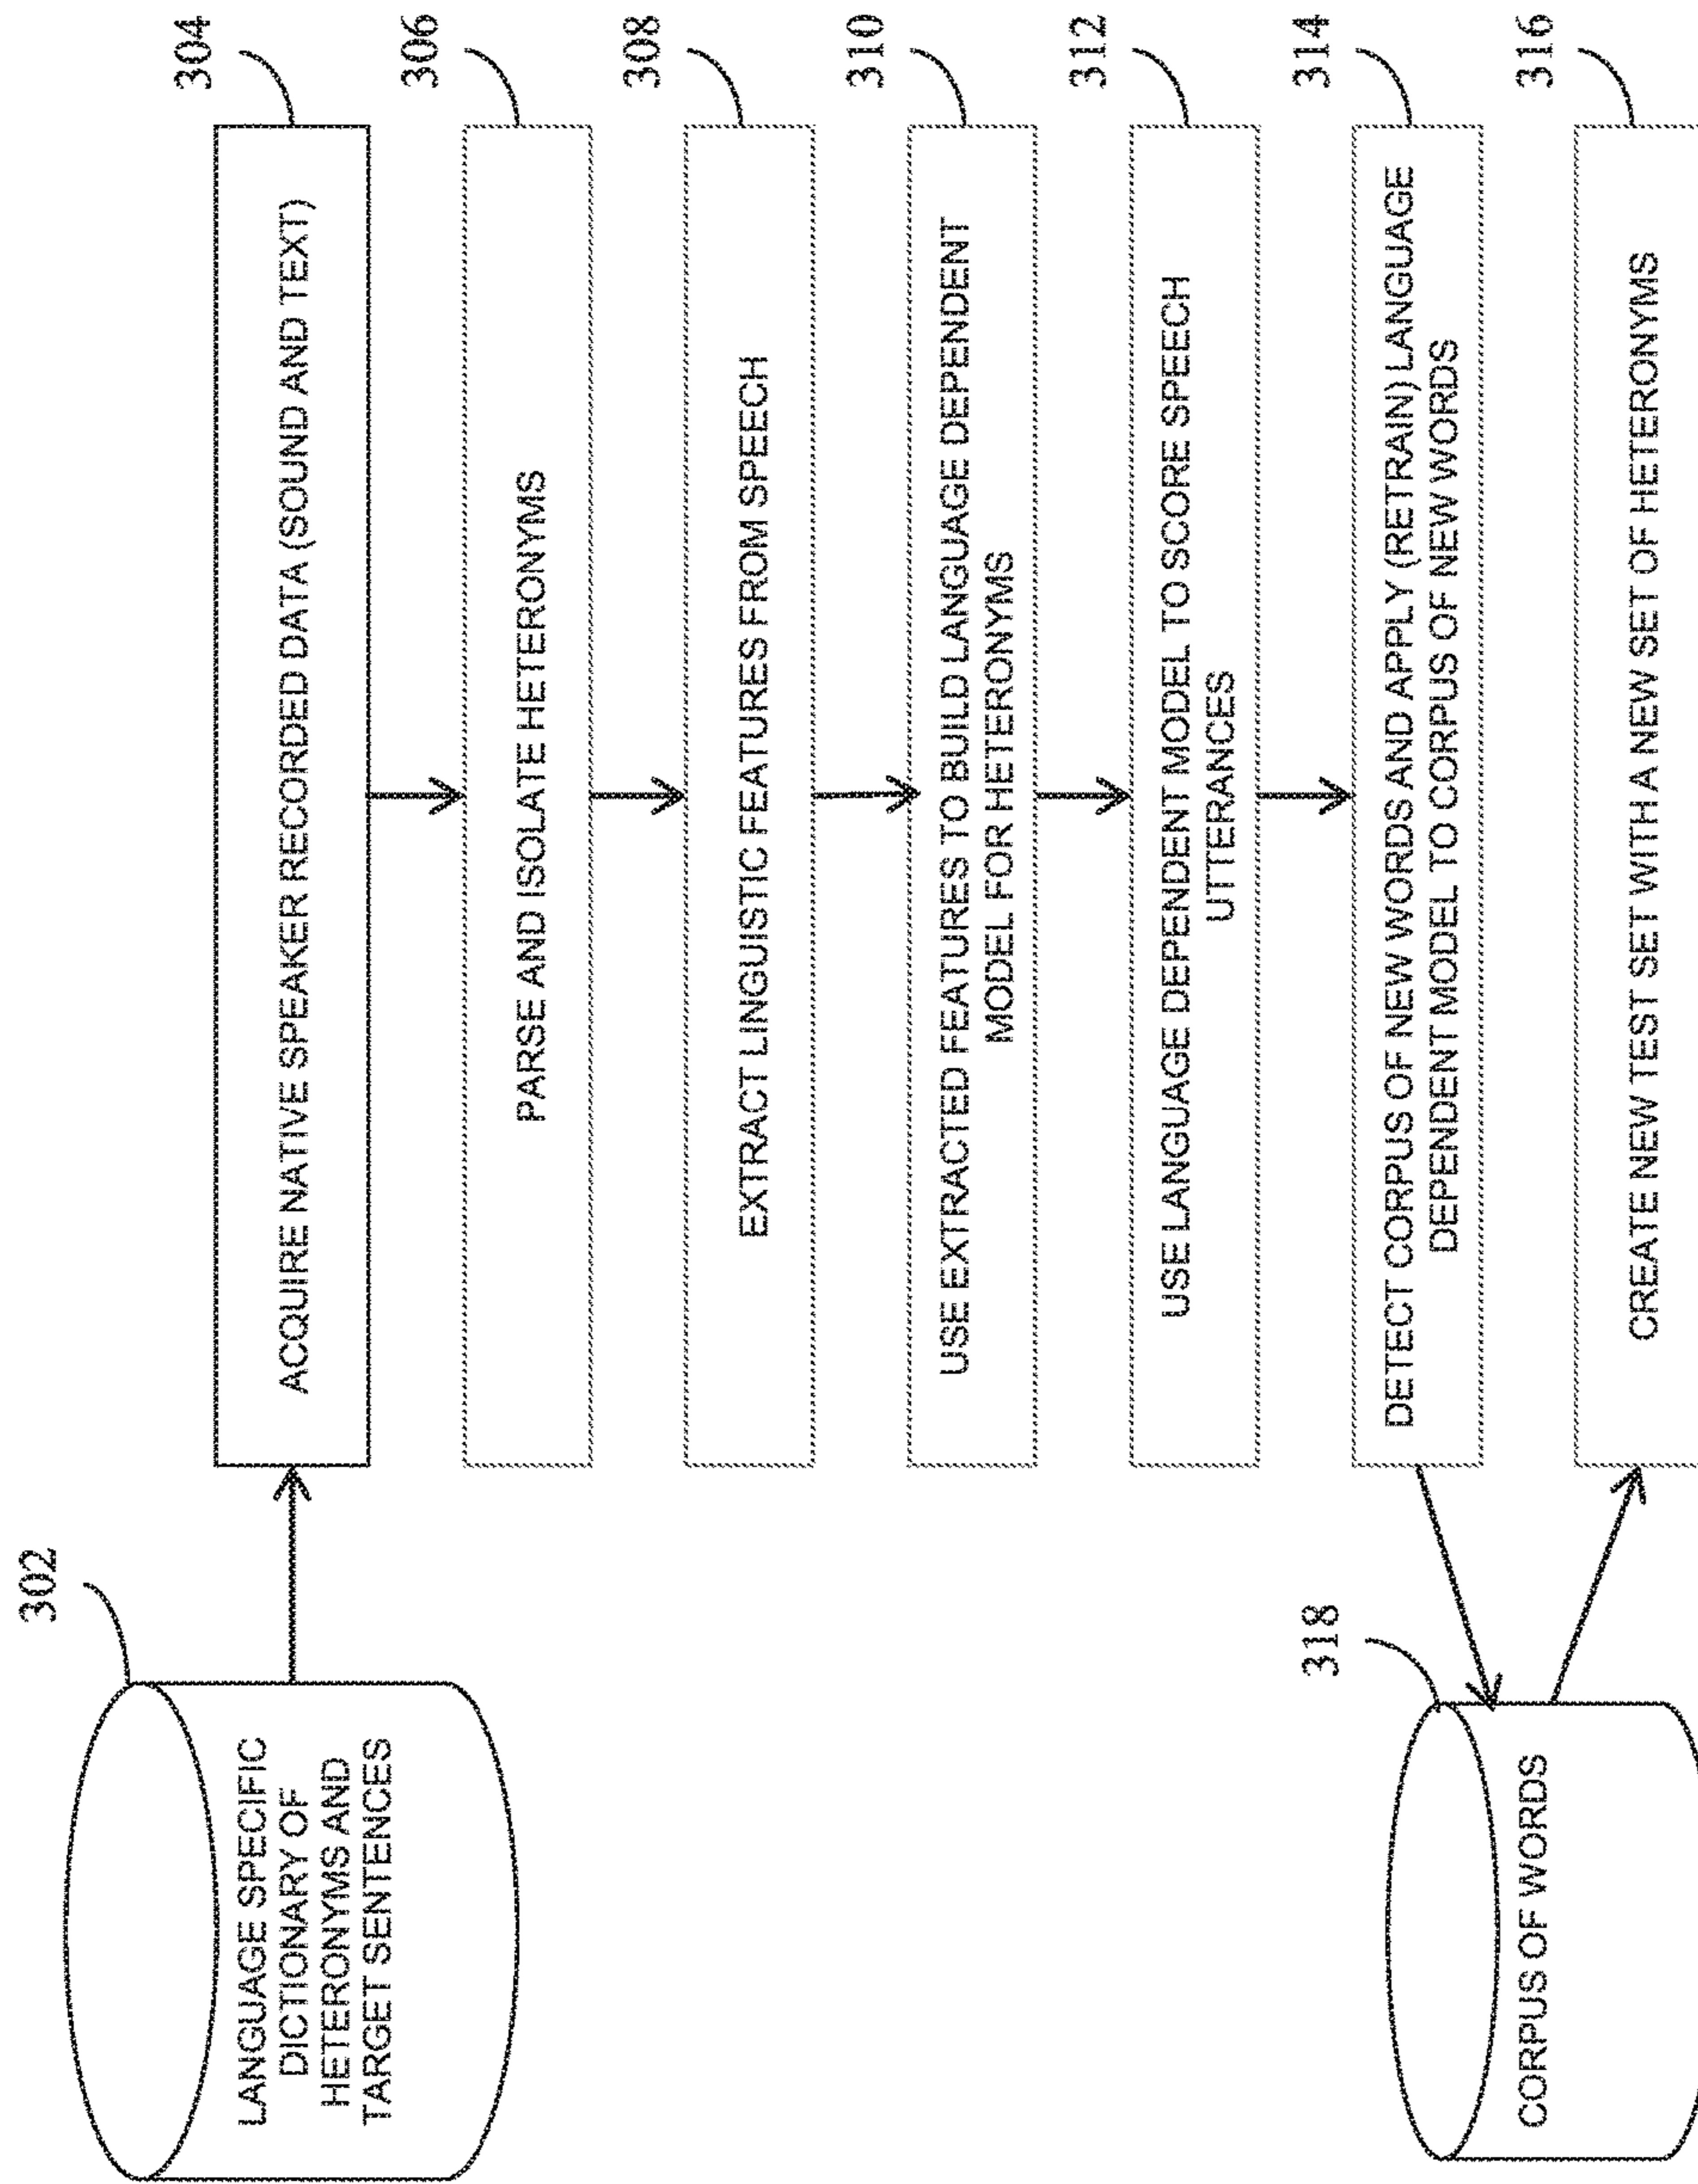 302
LANGUAGE SPECIFIC
DICTIONARY OF
HETERONYMS AND
TARGET SENTENCES
304
ACQUIRE NATIVE SPEAKER RECORDED DATA (SOUND AND TEXT)
306
PARSE AND ISOLATE HETERONYMS
308
EXTRACT LINGUISTIC FEATURES FROM SPEECH
310
USE EXTRACTED FEATURES TO BUILD LANGUAGE DEPENDENT
MODEL FOR HETERONYMS
312
USE LANGUAGE DEPENDENT MODEL TO SCORE SPEECH
UTTERANCES
314
DETECT CORPUS OF NEW WORDS AND APPLY (RETRAIN) LANGUAGE
DEPENDENT MODEL TO CORPUS OF NEW WORDS
318
CORPUS OF WORDS
316
CREATE NEW TEST SET WITH A NEW SET OF HETERONYMS